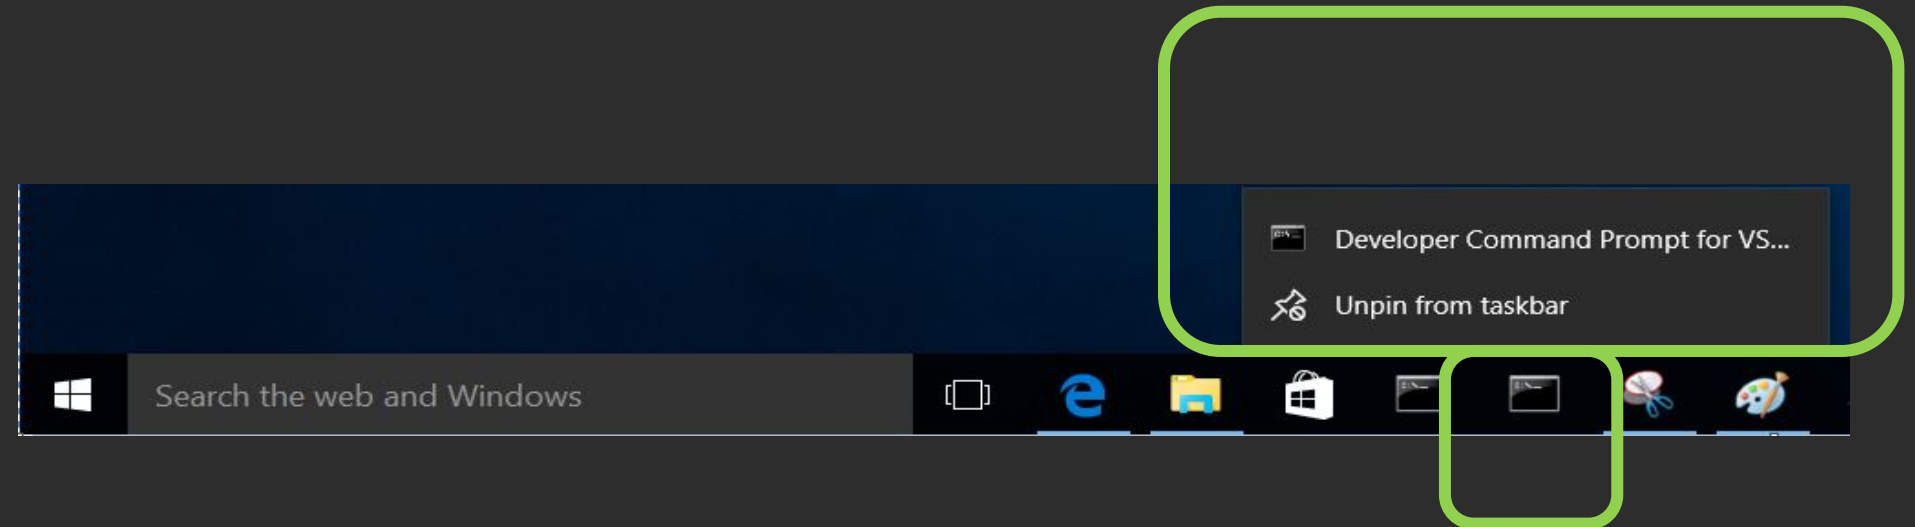 Developer Command Prompt for VS...
Unpin from taskbar
Search the web and Windows